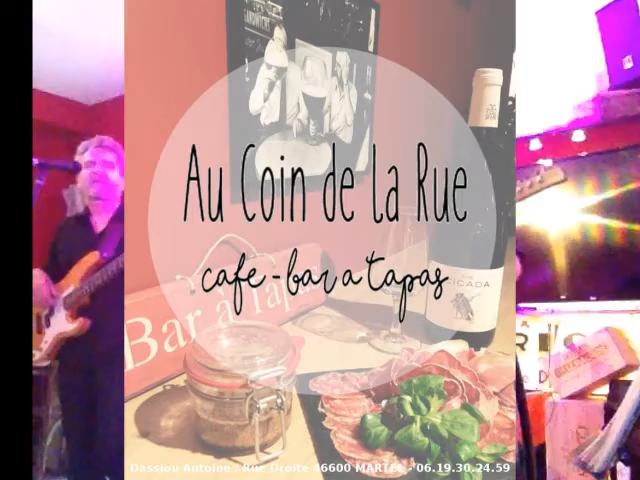 SANDWICHES
Au Coin de la Rue
cafe-bar a tapas
Bar à Tapas
CICADA
Dassiou Antoine : Rue Droite 46600 MARTEL - 06.19.30.24.59